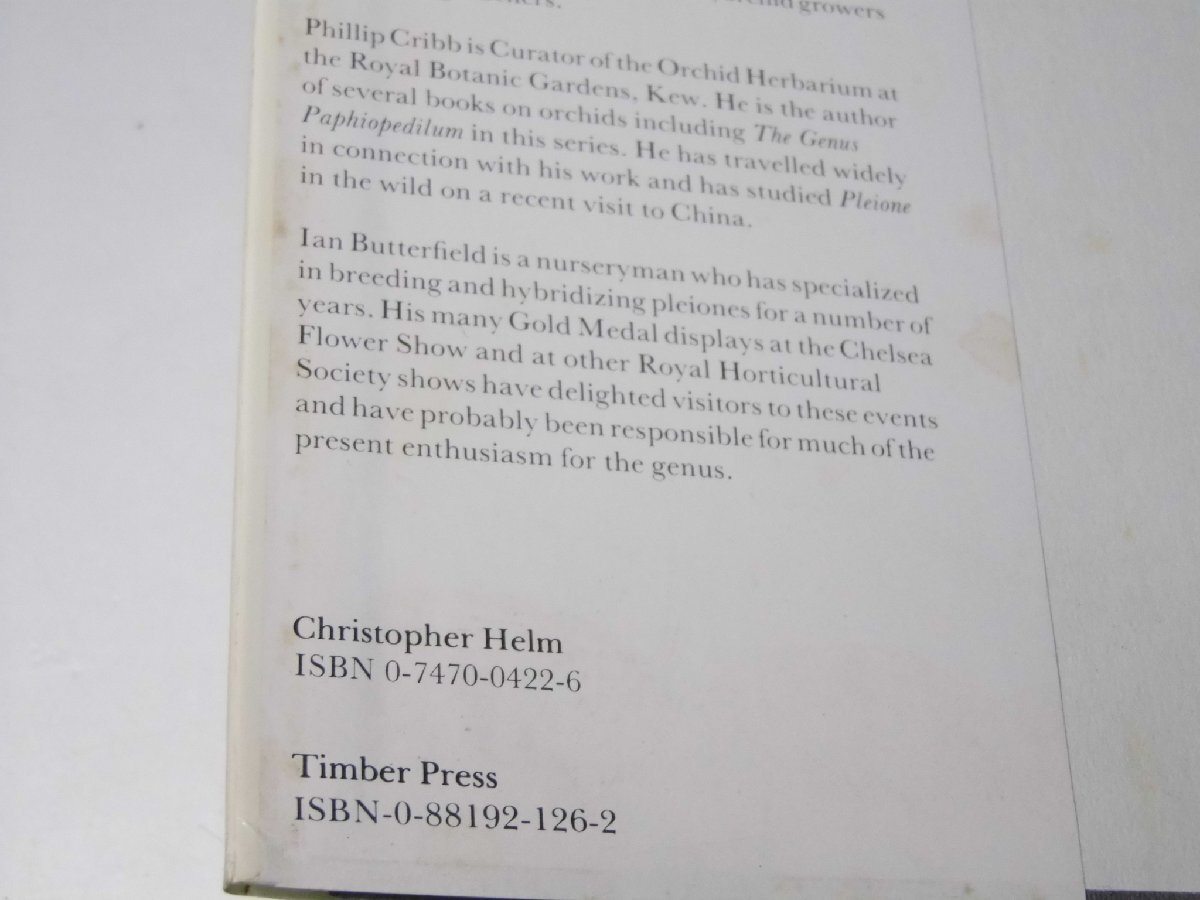 growers
Phillip Cribb is Curator of the Orchid Herbarium at
the Royal Botanic Gardens, Kew. He is the author
of several books on orchids including The Genus
Paphiopedilum in this series. He has travelled widely
in connection with his work and has studied Pleione
in the wild on a recent visit to China.
Ian Butterfield is a nurseryman who has specialized
in breeding and hybridizing pleiones for a number of
years. His many Gold Medal displays at the Chelsea
Flower Show and at other Royal Horticultural
Society shows have delighted visitors to these events
and have probably been responsible for much of the
present enthusiasm for the genus.
Christopher Helm
ISBN 0-7470-0422-6
Timber Press
ISBN-0-88192-126-2